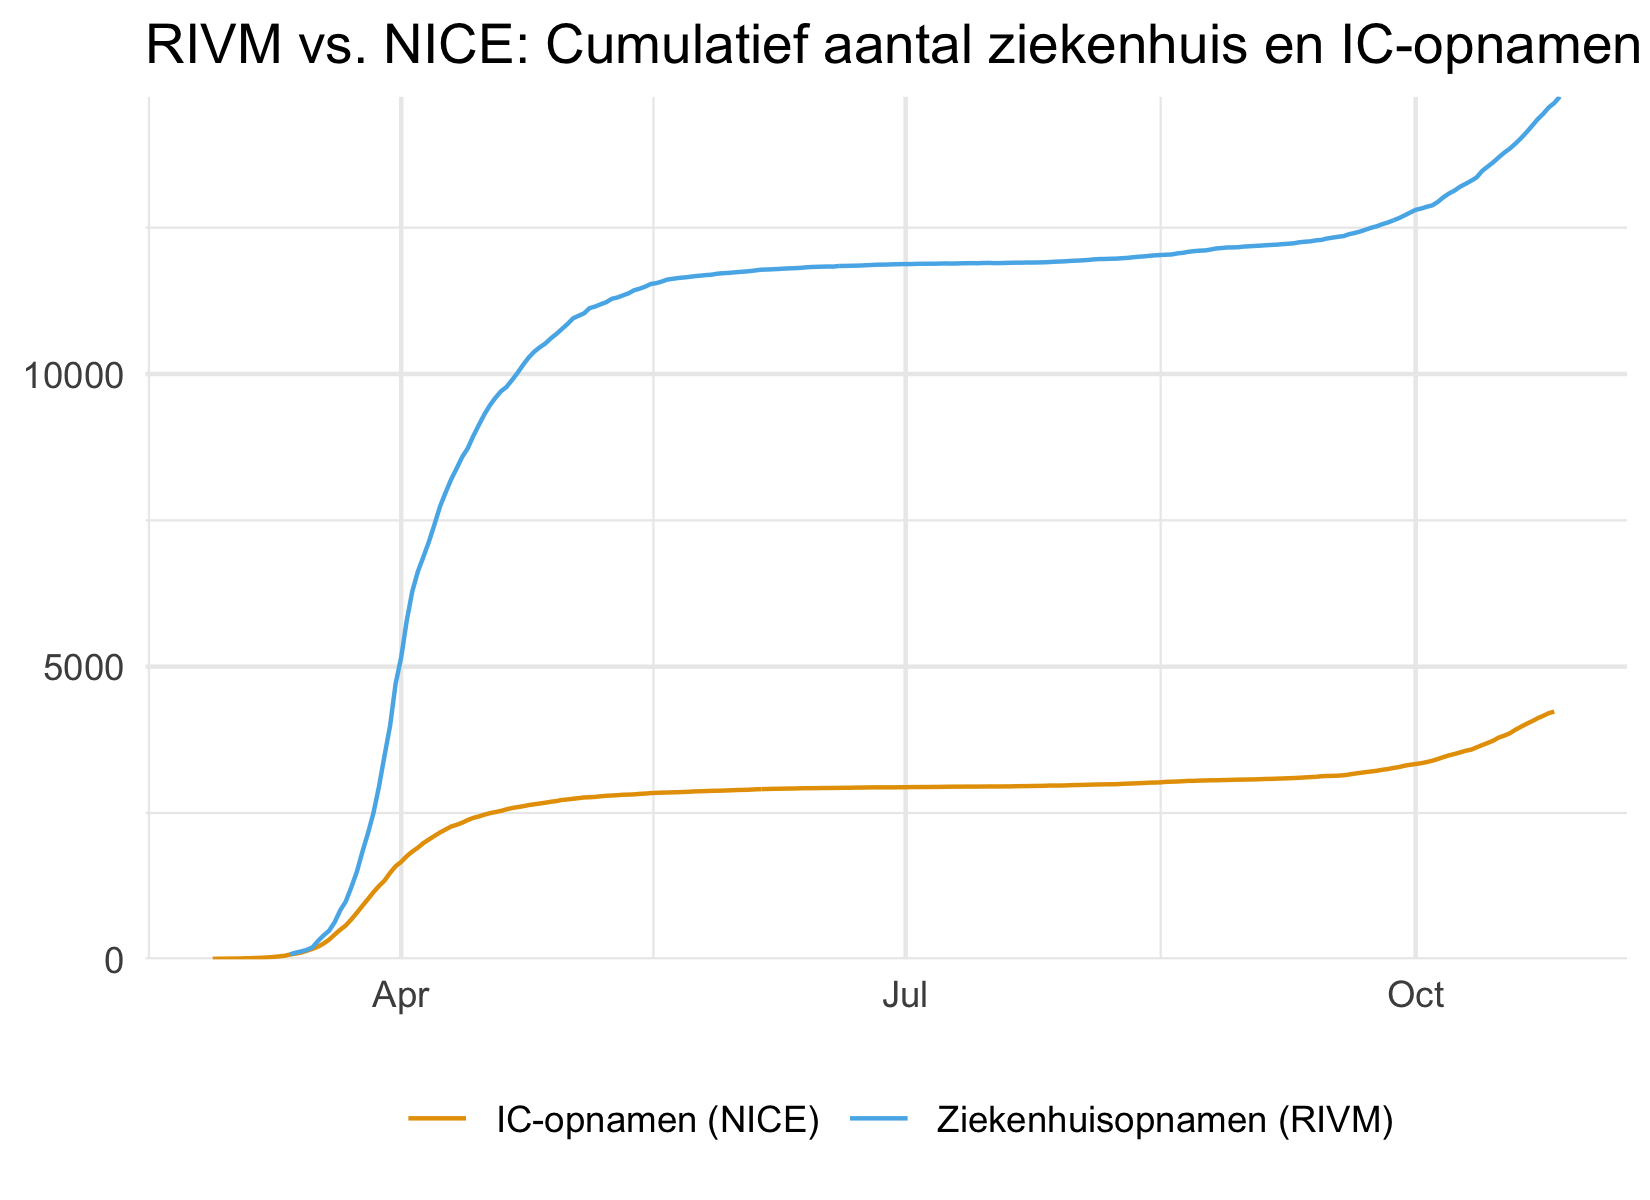 RIVM vs. NICE: Cumulatief aantal ziekenhuis en IC-opnamen
10000
5000
0
Apr Jul Oct
IC-opnamen (NICE) Ziekenhuisopnamen (RIVM)